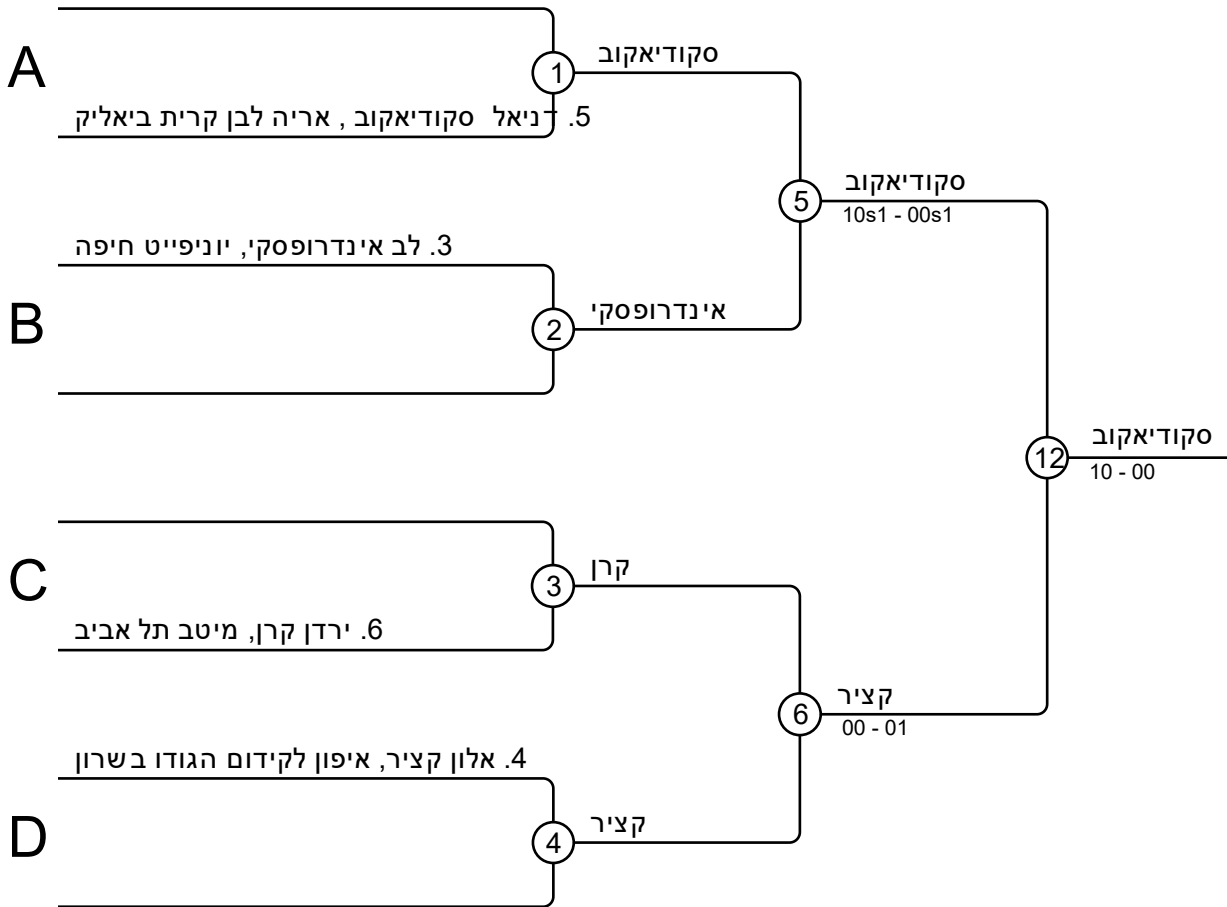 A
1
סקודיאקוב
5. דניאל סקודיאקוב , אריה לבן קרית ביאליק
5
סקודיאקוב
10s1 - 00s1
3. לב אינדרופסקי, יוניפייט חיפה
B
2
אינדרופסקי
12
סקודיאקוב
10 - 00
C
3
קרן
6. ירדן קרן, מיטב תל אביב
6
קציר
00 - 01
4. אלון קציר, איפון לקידום הגודו בשרון
D
4
קציר